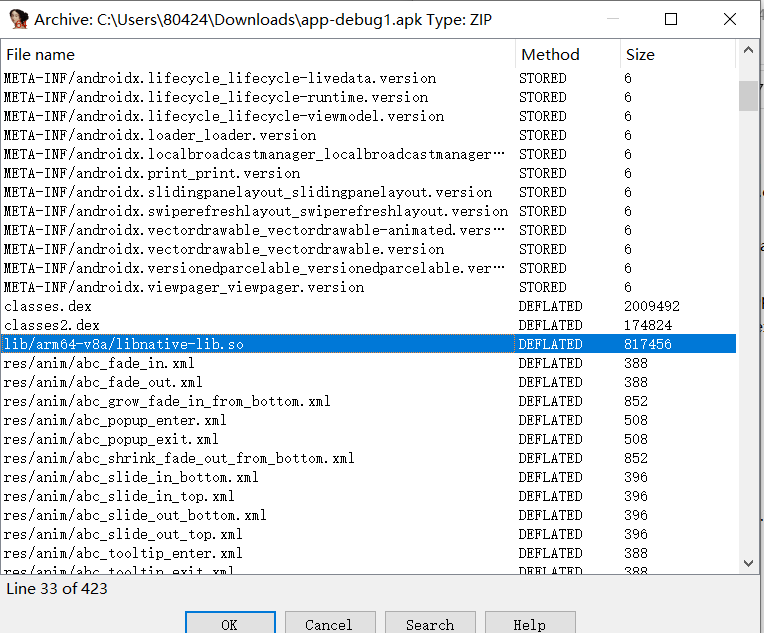 Archive: C:\Users\80424\Downloads\app-debug1.apk Type: ZIP
File name Method Size
META-INF/androidx.lifecycle_lifecycle-livedata.version STORED 6
META-INF/androidx.lifecycle_lifecycle-runtime.version STORED 6
META-INF/androidx.lifecycle_lifecycle-viewmodel.version STORED 6
META-INF/androidx.loader_loader.version STORED 6
META-INF/androidx.localbroadcastmanager_localbroadcastmanager… STORED 6
META-INF/androidx.print_print.version STORED 6
META-INF/androidx.slidingpanelayout_slidingpanelayout.version STORED 6
META-INF/androidx.swiperefreshlayout_swiperefreshlayout.version STORED 6
META-INF/androidx.vectordrawable_vectordrawable-animated.vers… STORED 6
META-INF/androidx.vectordrawable_vectordrawable.version STORED 6
META-INF/androidx.versionedparcelable_versionedparcelable.ver… STORED 6
META-INF/androidx.viewpager_viewpager.version STORED 6
classes.dex DEFLATED 2009492
classes2.dex DEFLATED 174824
lib/arm64-v8a/libnative-lib.so DEFLATED 817456
res/anim/abc_fade_in.xml DEFLATED 388
res/anim/abc_fade_out.xml DEFLATED 388
res/anim/abc_grow_fade_in_from_bottom.xml DEFLATED 852
res/anim/abc_popup_enter.xml DEFLATED 508
res/anim/abc_popup_exit.xml DEFLATED 508
res/anim/abc_shrink_fade_out_from_bottom.xml DEFLATED 852
res/anim/abc_slide_in_bottom.xml DEFLATED 396
res/anim/abc_slide_in_top.xml DEFLATED 396
res/anim/abc_slide_out_bottom.xml DEFLATED 396
res/anim/abc_slide_out_top.xml DEFLATED 396
res/anim/abc_tooltip_enter.xml DEFLATED 388
res/anim/abc_tooltip_exit.xml DEFLATED 388
Line 33 of 423
OK Cancel Search Help